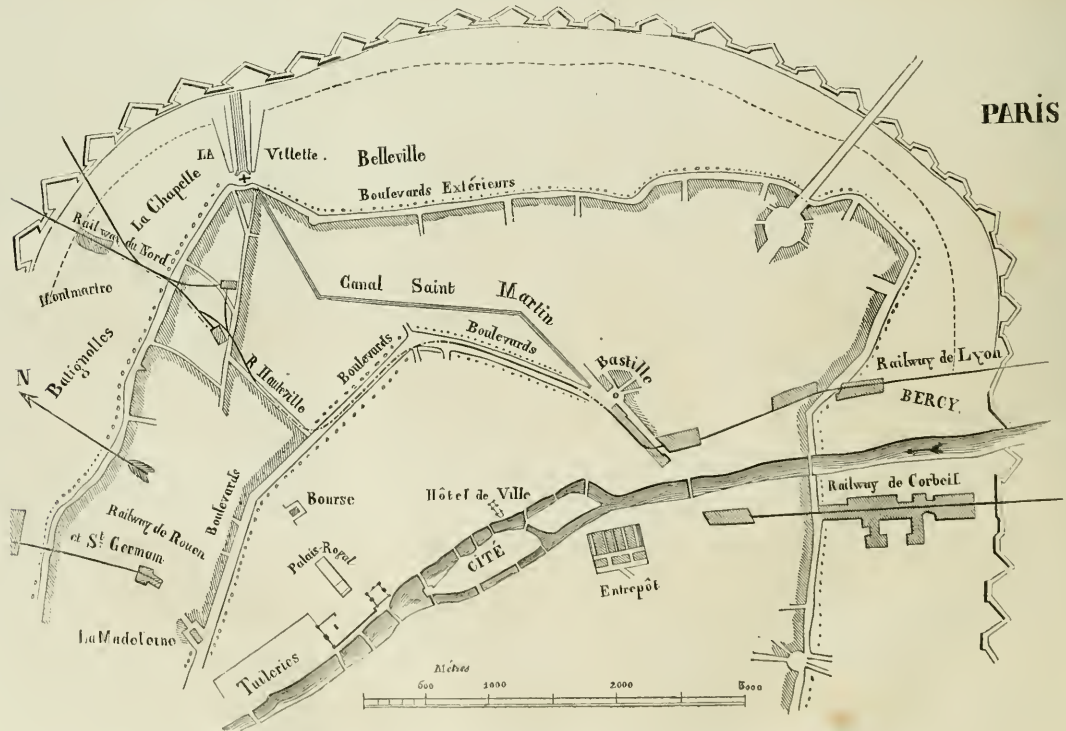 PARIS
LA Villette.
Belleville
Boulevards Extérieurs
La Chapelle
Railway du Nord
Montmartre
Canal Saint Martin
Boulevards
Boulevards
Bastille
Railway de Lyon
BERCY.
Batignolles
N
R. Hauteville
Boulevards
Bourse
Hôtel de Ville
Railway de Corbeil
Railway de Rouen
et St. Germain
Palais-Royal
CITÉ
Entrepôt
La Madeleine
Tuileries
Métres
500 1000 2000 3000